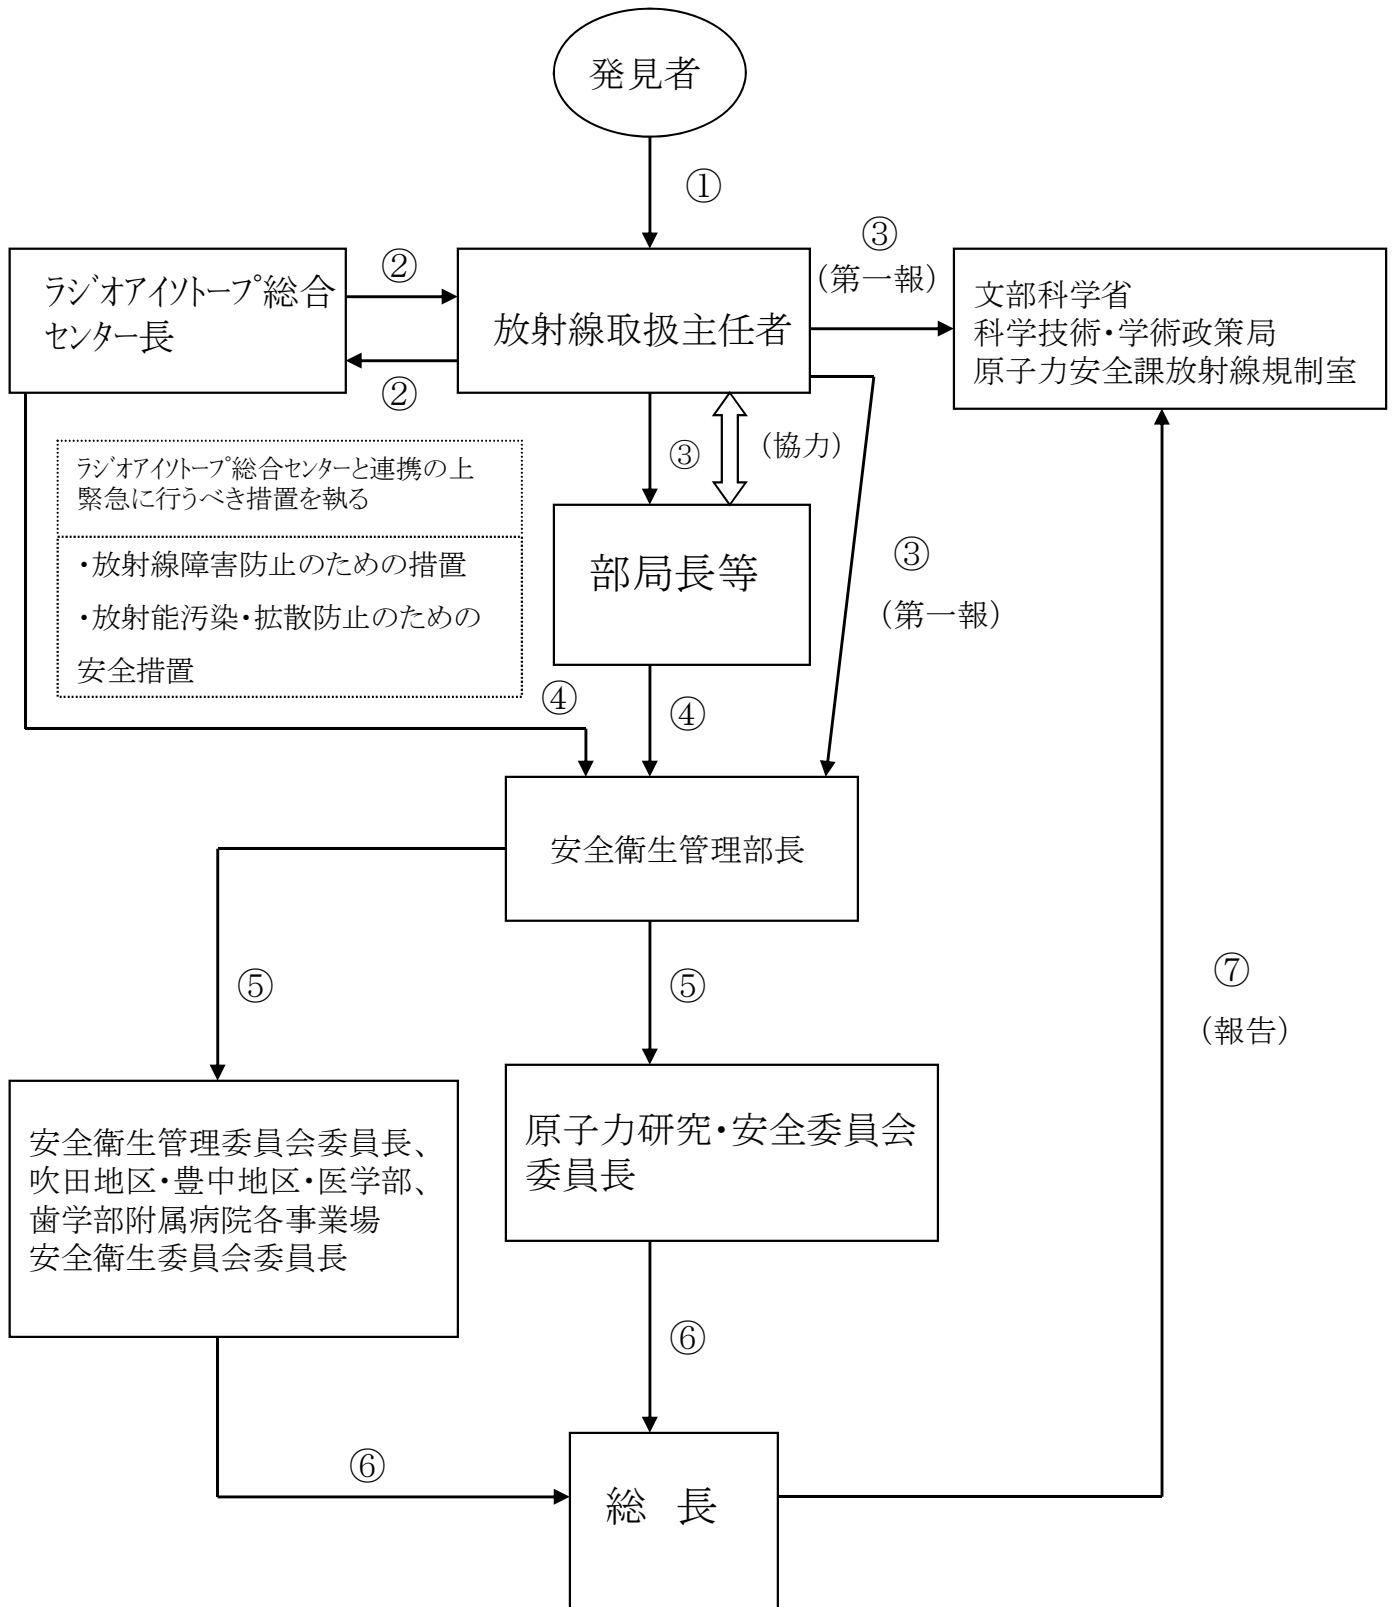 発見者
①
③
(第一報)
ラジオアイソトープ総合
センター長
②
②
放射線取扱主任者
文部科学省
科学技術・学術政策局
原子力安全課放射線規制室
③
(協力)
ラジオアイソトープ総合センターと連携の上
緊急に行うべき措置を執る
・放射線障害防止のための措置
・放射能汚染・拡散防止のための
安全措置
部局長等
③
(第一報)
④
④
安全衛生管理部長
⑤
⑤
⑦
(報告)
安全衛生管理委員会委員長、
吹田地区・豊中地区・医学部、
歯学部附属病院各事業場
安全衛生委員会委員長
原子力研究・安全委員会
委員長
⑥
⑥
総 長